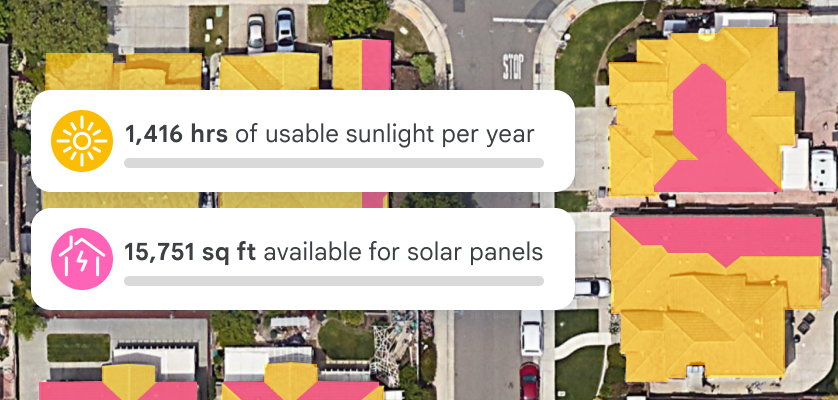 STOP
1,416 hrs of usable sunlight per year
15,751 sq ft available for solar panels